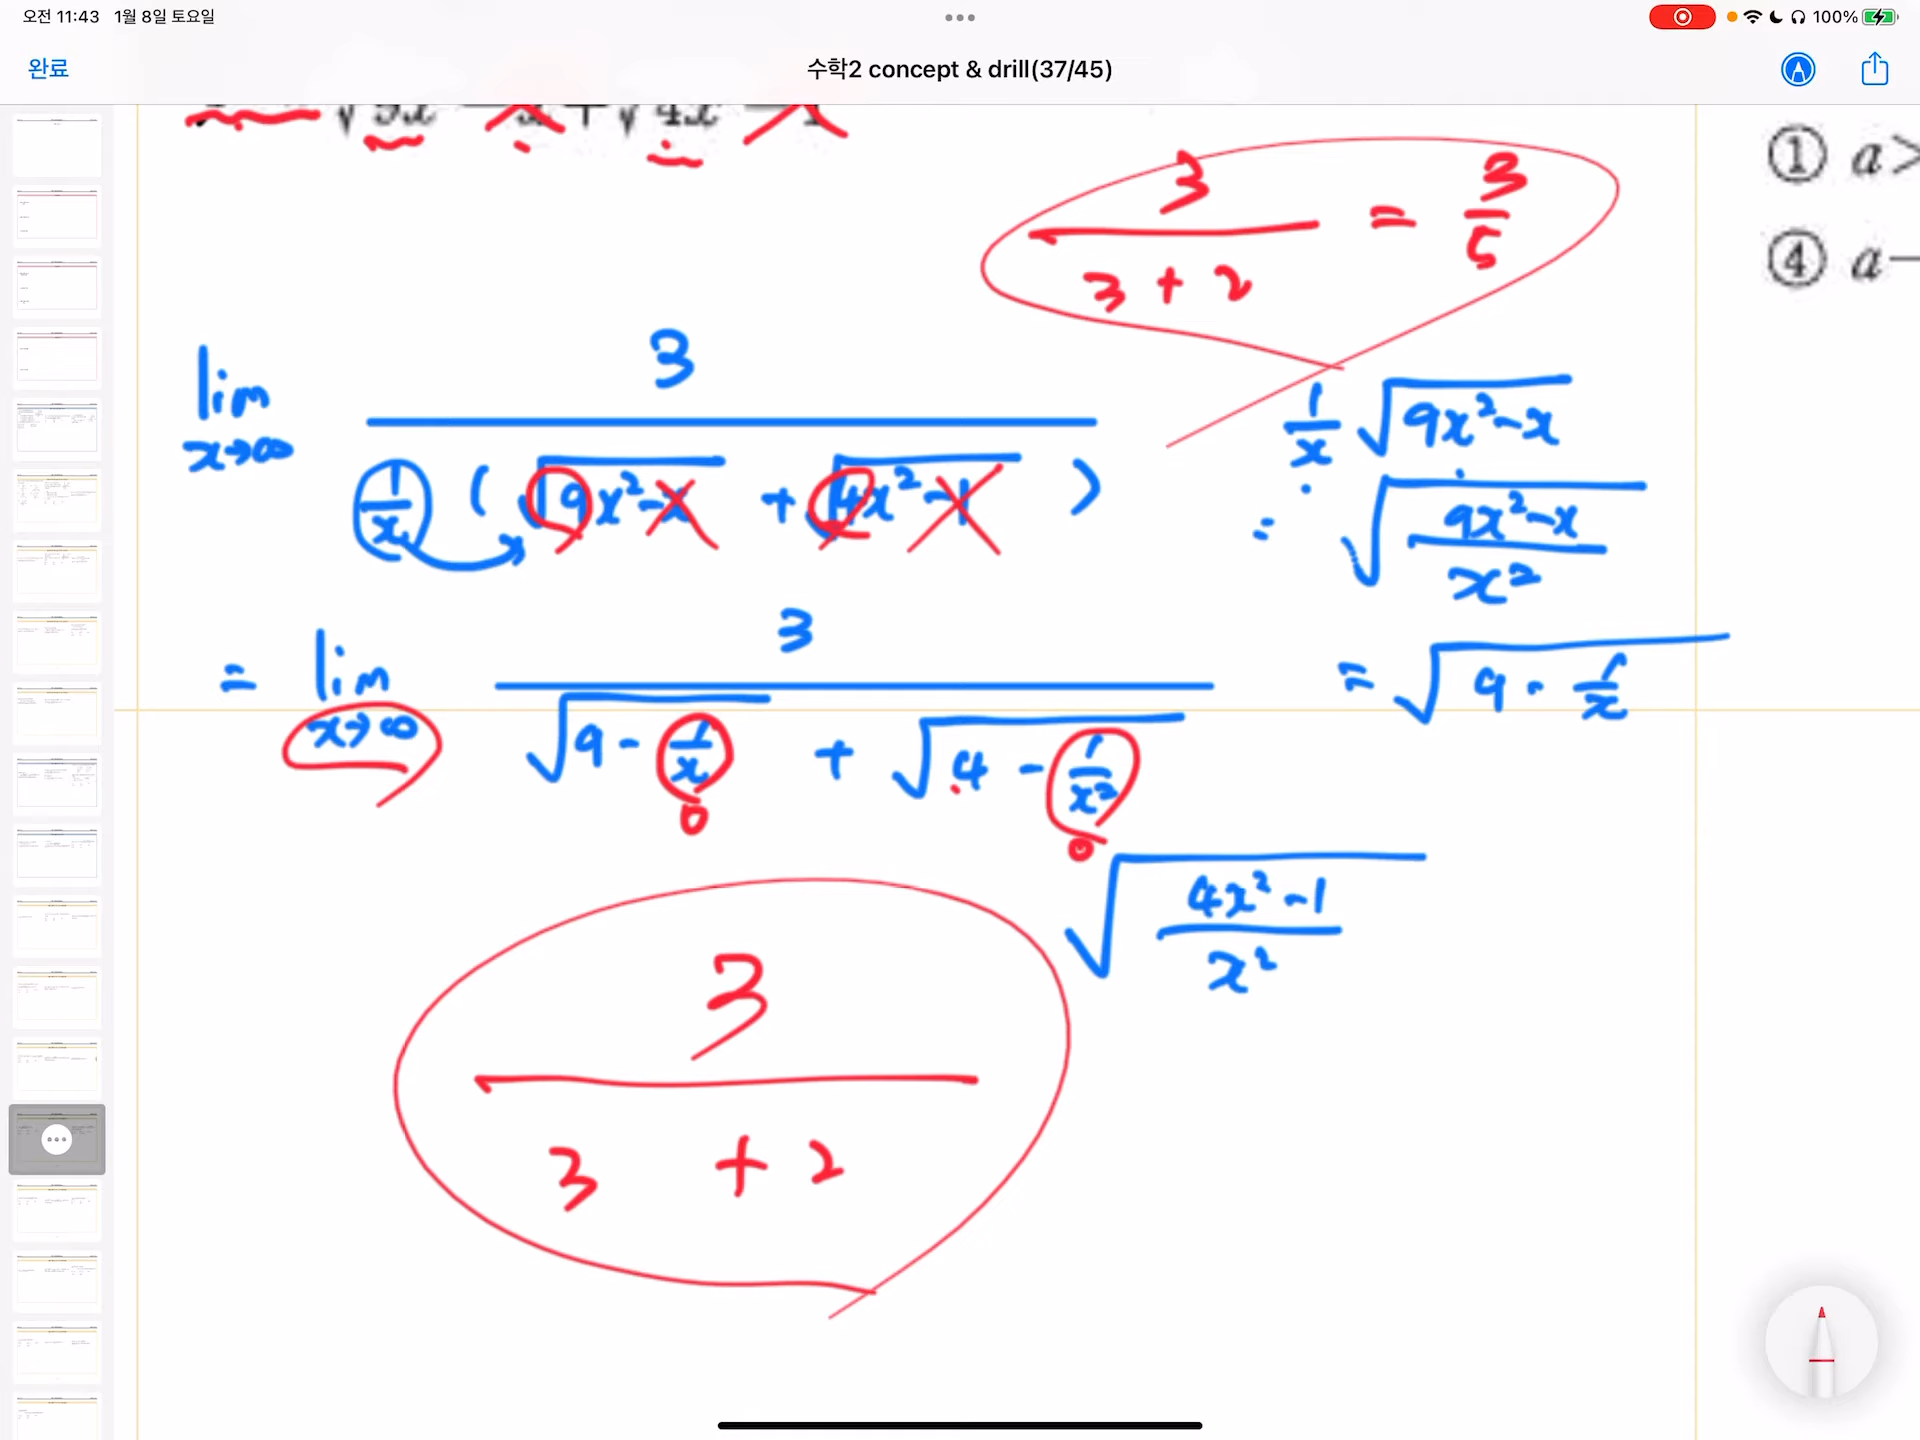 오전 11:43 1월 8일 토요일
100%
완료
수학2 concept & drill(37/45)
① a>
④ a−
3 / (3 + 2) = 3/5
lim x→∞ 3 / (1/x (√(9x²-x) + √(4x²-1)))
1/x √(9x²-x)
= √((9x²-x)/x²)
= √(9 - 1/x)
= lim x→∞ 3 / (√(9 - 1/x) + √(4 - 1/x²))
0
0
√((4x²-1)/x²)
3 / (3 + 2)